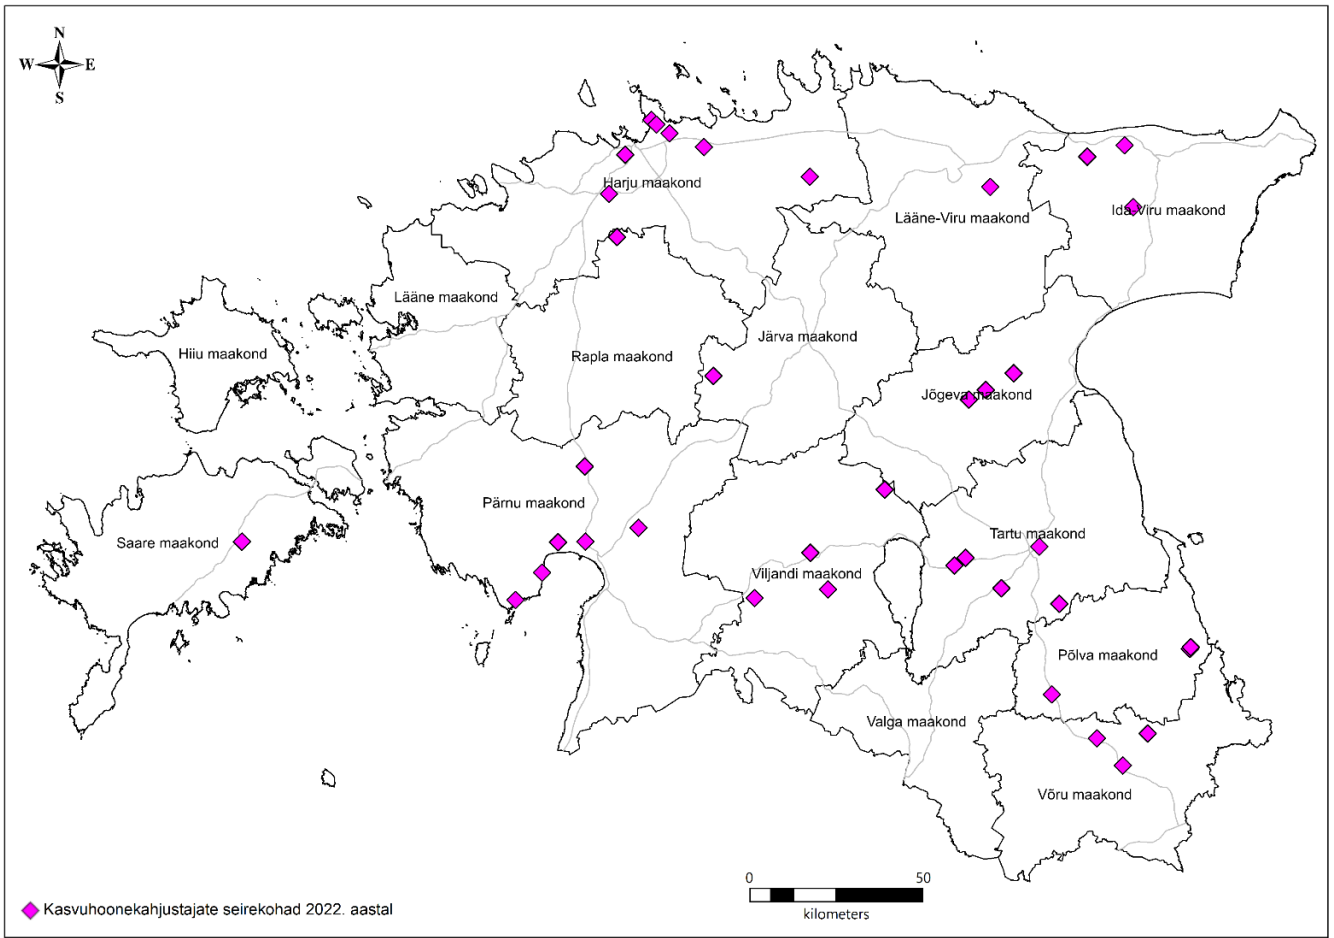 N
W E
S
Harju maakond
Lääne-Viru maakond
Ida-Viru maakond
Lääne maakond
Hiiu maakond
Rapla maakond
Järva maakond
Jõgeva maakond
Pärnu maakond
Saare maakond
Tartu maakond
Viljandi maakond
Põlva maakond
Valga maakond
Võru maakond
0 50
kilometers
Kasvuhoonekahjustajate seirekohad 2022. aastal